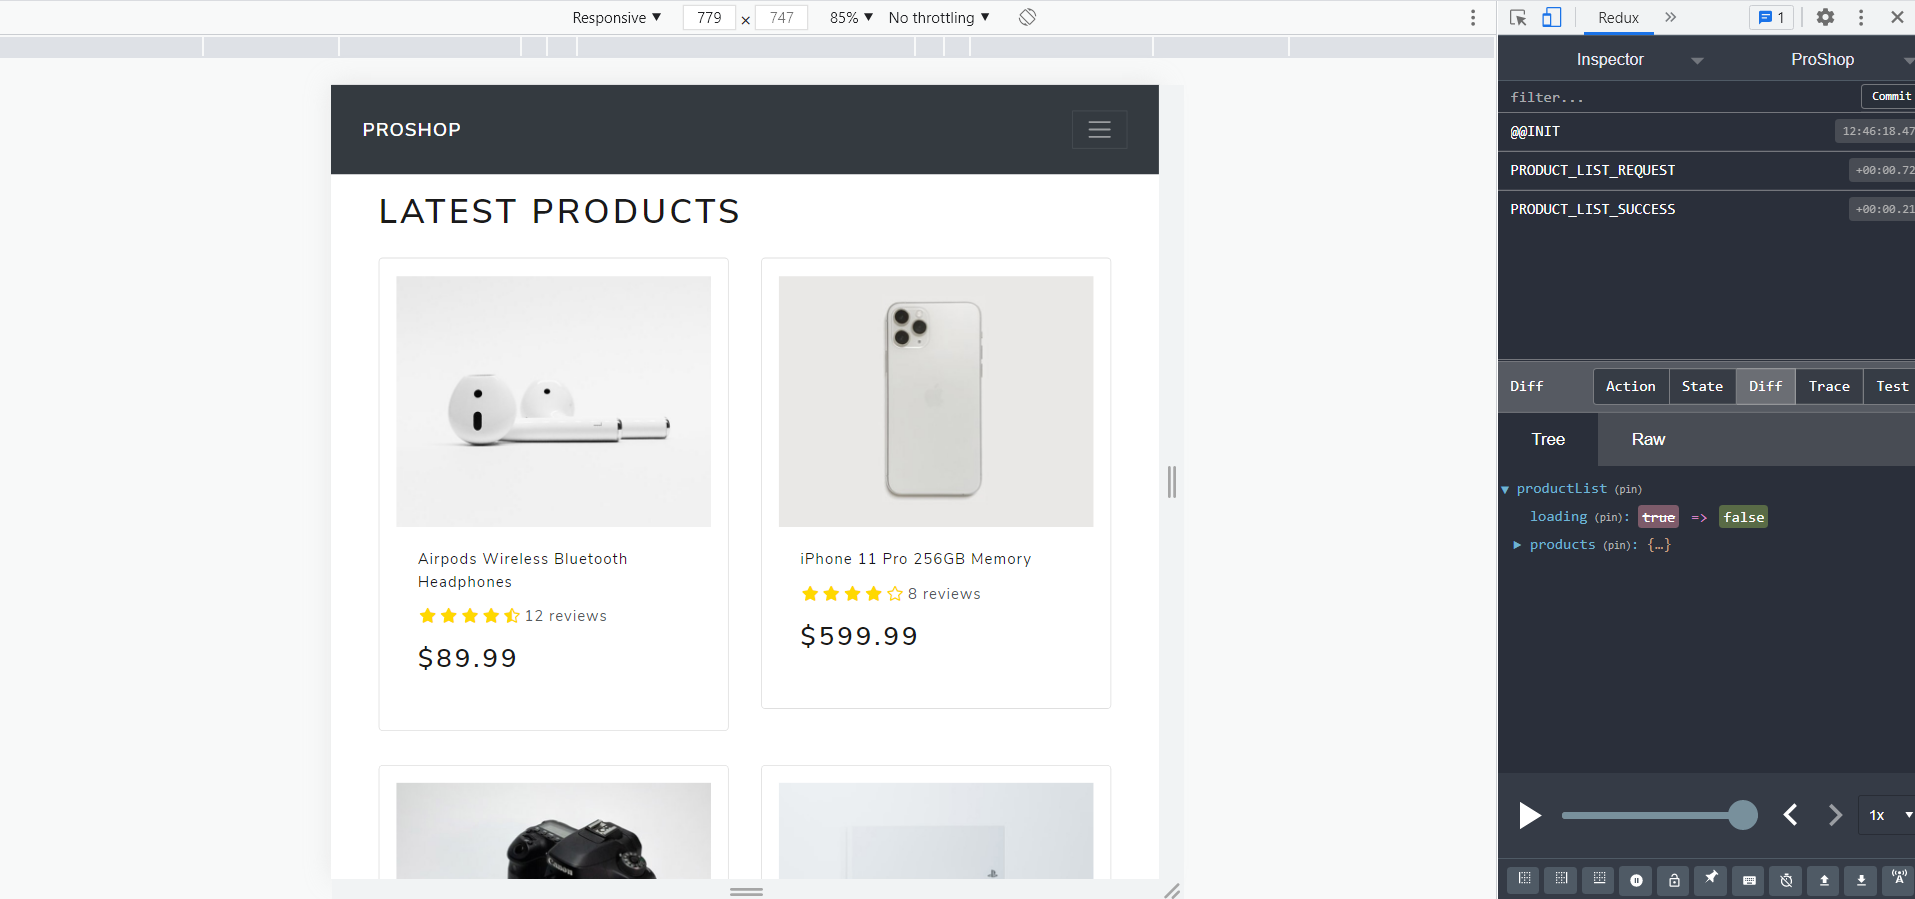 Responsive ▼ 779 × 747 85% ▼ No throttling ▼
Redux » 1
Inspector ProShop
filter... Commit
@@INIT 12:46:18.47
PRODUCT_LIST_REQUEST +00:00.72
PRODUCT_LIST_SUCCESS +00:00.21
Diff Action State Diff Trace Test
Tree Raw
▼ productList (pin)
loading (pin): true => false
▶ products (pin): {…}
1x
PROSHOP
LATEST PRODUCTS
Airpods Wireless Bluetooth
Headphones
12 reviews
$89.99
iPhone 11 Pro 256GB Memory
8 reviews
$599.99
Canon